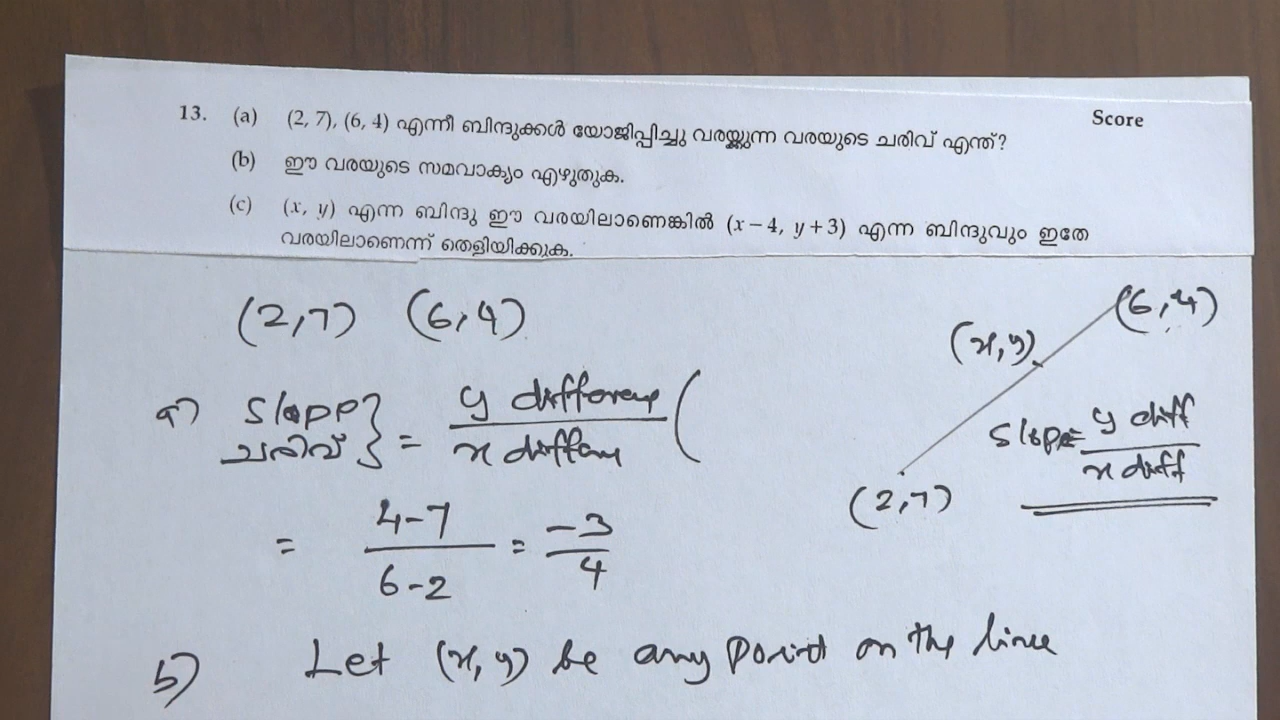 13. (a) (2, 7), (6, 4) എന്നീ ബിന്ദുക്കൾ യോജിപ്പിച്ചു വരയ്ക്കുന്ന വരയുടെ ചരിവ് എന്ത്? Score
(b) ഈ വരയുടെ സമവാക്യം എഴുതുക.
(c) (x, y) എന്ന ബിന്ദു ഈ വരയിലാണെങ്കിൽ (x−4, y+3) എന്ന ബിന്ദുവും ഇതേ
വരയിലാണെന്ന് തെളിയിക്കുക.
(2,7) (6,4)
(6,4)
(x,y)
a) Slope } = y difference / x differe (
ചരിവ്
Slope = y diff / x diff
(2,7)
= 4-7 / 6-2 = -3 / 4
b) Let (x,y) be any point on the line